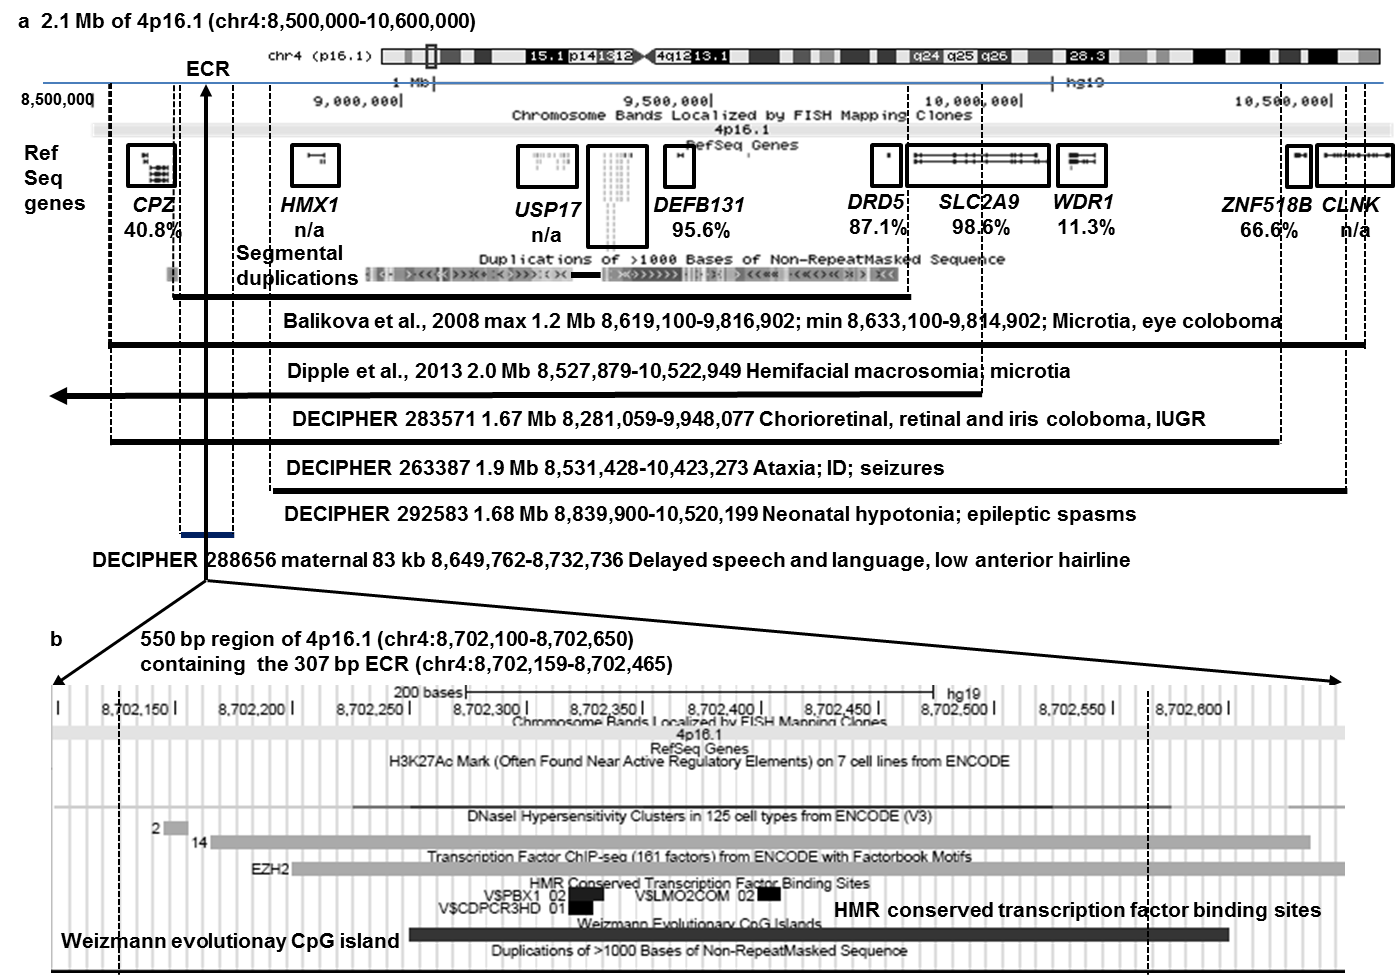 a 2.1 Mb of 4p16.1 (chr4:8,500,000-10,600,000)
chr4 (p16.1) 15.1 p14 13 12 4q12 13.1 q24 q25 q26 28.3
ECR
1 Mb hg19
8,500,000 9,000,000 9,500,000 10,000,000 10,500,000
Chromosome Bands Localized by FISH Mapping Clones
4p16.1
RefSeq Genes
Ref
Seq
genes
CPZ HMX1 USP17 DEFB131 DRD5 SLC2A9 WDR1 ZNF518B CLNK
40.8% n/a n/a 95.6% 87.1% 98.6% 11.3% 66.6% n/a
Segmental
duplications
Duplications of >1000 Bases of Non-RepeatMasked Sequence
Balikova et al., 2008 max 1.2 Mb 8,619,100-9,816,902; min 8,633,100-9,814,902; Microtia, eye coloboma
Dipple et al., 2013 2.0 Mb 8,527,879-10,522,949 Hemifacial macrosomia; microtia
DECIPHER 283571 1.67 Mb 8,281,059-9,948,077 Chorioretinal, retinal and iris coloboma, IUGR
DECIPHER 263387 1.9 Mb 8,531,428-10,423,273 Ataxia; ID; seizures
DECIPHER 292583 1.68 Mb 8,839,900-10,520,199 Neonatal hypotonia; epileptic spasms
DECIPHER 288656 maternal 83 kb 8,649,762-8,732,736 Delayed speech and language, low anterior hairline
b 550 bp region of 4p16.1 (chr4:8,702,100-8,702,650)
containing the 307 bp ECR (chr4:8,702,159-8,702,465)
200 bases hg19
8,702,150 8,702,200 8,702,250 8,702,300 8,702,350 8,702,400 8,702,450 8,702,500 8,702,550 8,702,600
Chromosome Bands Localized by FISH Mapping Clones
4p16.1
RefSeq Genes
H3K27Ac Mark (Often Found Near Active Regulatory Elements) on 7 cell lines from ENCODE
DNaseI Hypersensitivity Clusters in 125 cell types from ENCODE (V3)
2
14
Transcription Factor ChIP-seq (161 factors) from ENCODE with Factorbook Motifs
EZH2
HMR Conserved Transcription Factor Binding Sites
V$PBX1_02 V$LMO2COM_02
V$CDPCR3HD_01
HMR conserved transcription factor binding sites
Weizmann Evolutionary CpG Islands
Weizmann evolutionay CpG island
Duplications of >1000 Bases of Non-RepeatMasked Sequence